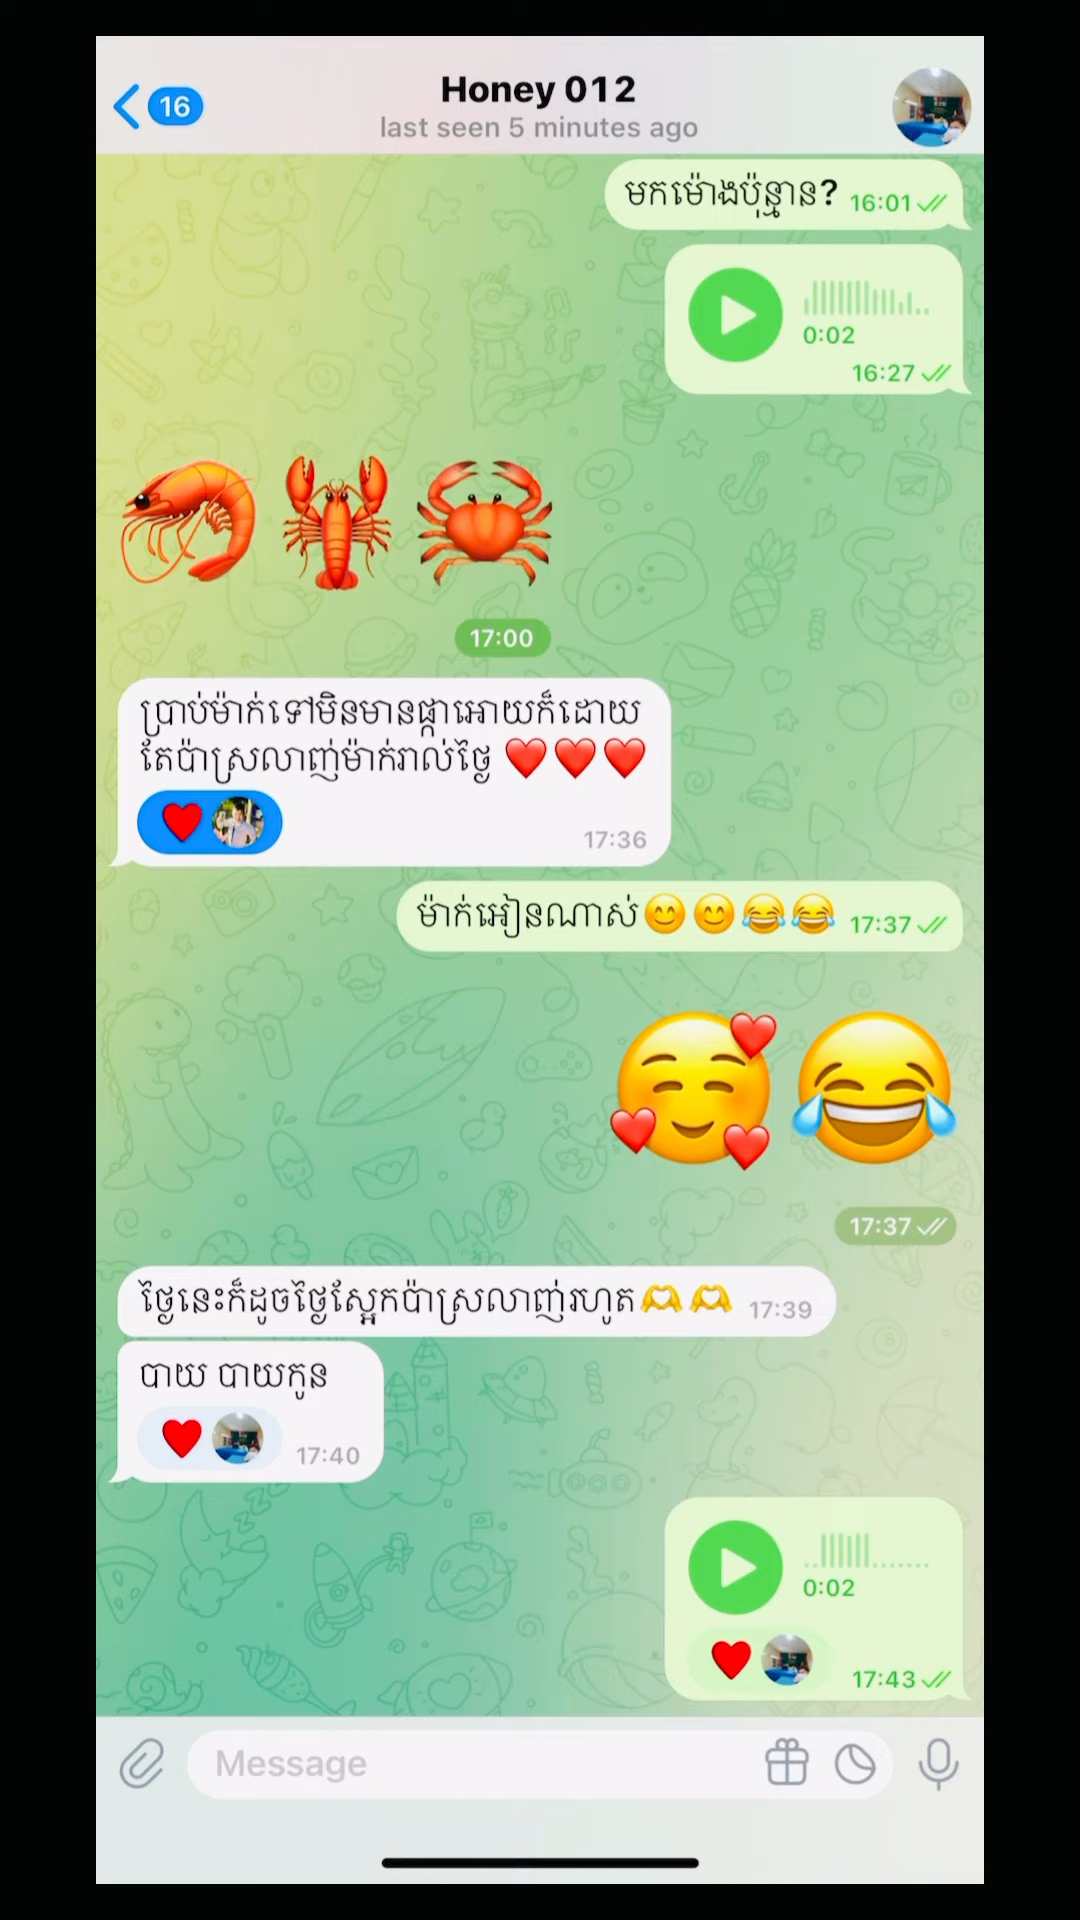 16
Honey 012
last seen 5 minutes ago
មកម៉ោងប៉ុន្មាន? 16:01
0:02
16:27
17:00
ប្រាប់ម៉ាក់ទៅមិនមានផ្កាអោយក៏ដោយ
តែប៉ាស្រលាញ់ម៉ាក់រាល់ថ្ងៃ ❤️❤️❤️
17:36
ម៉ាក់អៀនណាស់😊😊😂😂 17:37
17:37
ថ្ងៃនេះក៏ដូចថ្ងៃស្អែកប៉ាស្រលាញ់រហូត🫶🫶 17:39
បាយ បាយកូន
17:40
0:02
17:43
Message